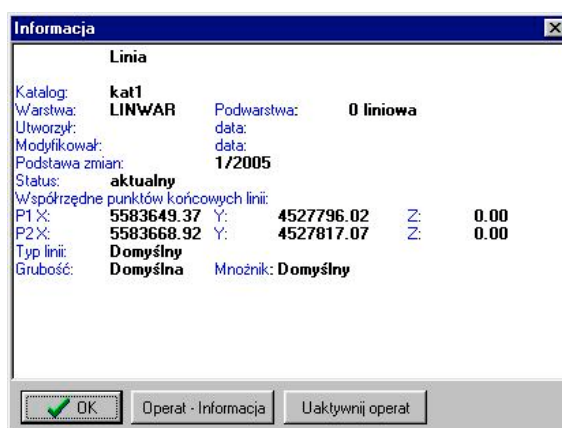 Informacja
Linia
Katalog: kat1
Warstwa: LINWAR Podwarstwa: 0 liniowa
Utworzył: data:
Modyfikował: data:
Podstawa zmian: 1/2005
Status: aktualny
Współrzędne punktów końcowych linii:
P1 X: 5583649.37 Y: 4527796.02 Z: 0.00
P2 X: 5583668.92 Y: 4527817.07 Z: 0.00
Typ linii: Domyślny
Grubość: Domyślna Mnożnik: Domyślny
OK Operat - Informacja Uaktywnij operat